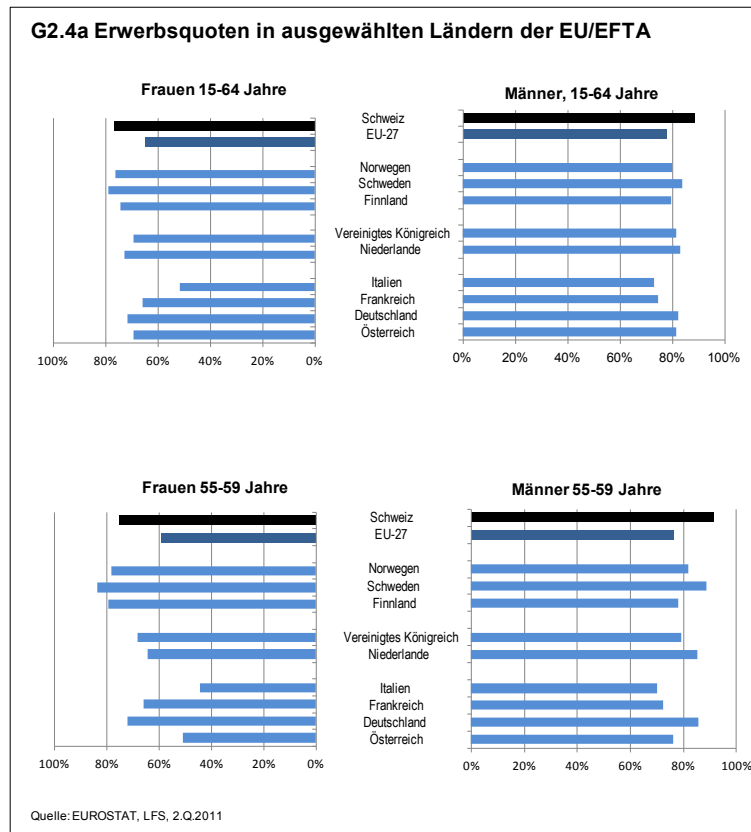 G2.4a Erwerbsquoten in ausgewählten Ländern der EU/EFTA
Frauen 15-64 Jahre
Männer, 15-64 Jahre
Schweiz
EU-27
Norwegen
Schweden
Finnland
Vereinigtes Königreich
Niederlande
Italien
Frankreich
Deutschland
Österreich
100% 80% 60% 40% 20% 0%
0% 20% 40% 60% 80% 100%
Frauen 55-59 Jahre
Männer 55-59 Jahre
Schweiz
EU-27
Norwegen
Schweden
Finnland
Vereinigtes Königreich
Niederlande
Italien
Frankreich
Deutschland
Österreich
100% 80% 60% 40% 20% 0%
0% 20% 40% 60% 80% 100%
Quelle: EUROSTAT, LFS, 2.Q.2011